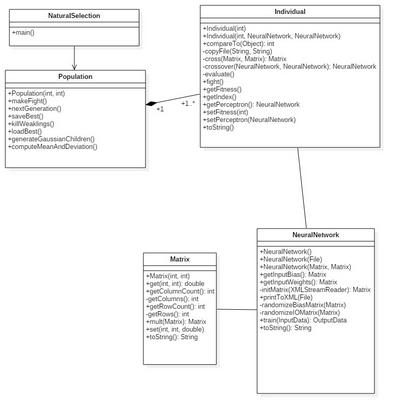 NaturalSelection
+main()
Population
+Population(int, int)
+makeFight()
+nextGeneration()
+saveBest()
+killWeaklings()
+loadBest()
+generateGaussianChildren()
+computeMeanAndDeviation()
+1
+1..*
Individual
+Individual(int)
+Individual(int, NeuralNetwork, NeuralNetwork)
+compareTo(Object): int
-copyFile(String, String)
-cross(Matrix, Matrix): Matrix
-crossover(NeuralNetwork, NeuralNetwork): NeuralNetwork
-evaluate()
+fight()
+getFitness()
+getIndex()
+getPerceptron(): NeuralNetwork
+setFitness(int)
+setPerceptron(NeuralNetwork)
+toString()
NeuralNetwork
+NeuralNetwork()
+NeuralNetwork(File)
+NeuralNetwork(Matrix, Matrix)
+getInputBias(): Matrix
+getInputWeights(): Matrix
-initMatrix(XMLStreamReader): Matrix
+printToXML(File)
-randomizeBiasMatrix(Matrix)
-randomizeIOMatrix(Matrix)
+train(InputData): OutputData
+toString(): String
Matrix
+Matrix(int, int)
+get(int, int): double
+getColumnCount(): int
-getColumns(): int
+getRowCount(): int
-getRows(): int
+mult(Matrix): Matrix
+set(int, int, double)
+toString(): String